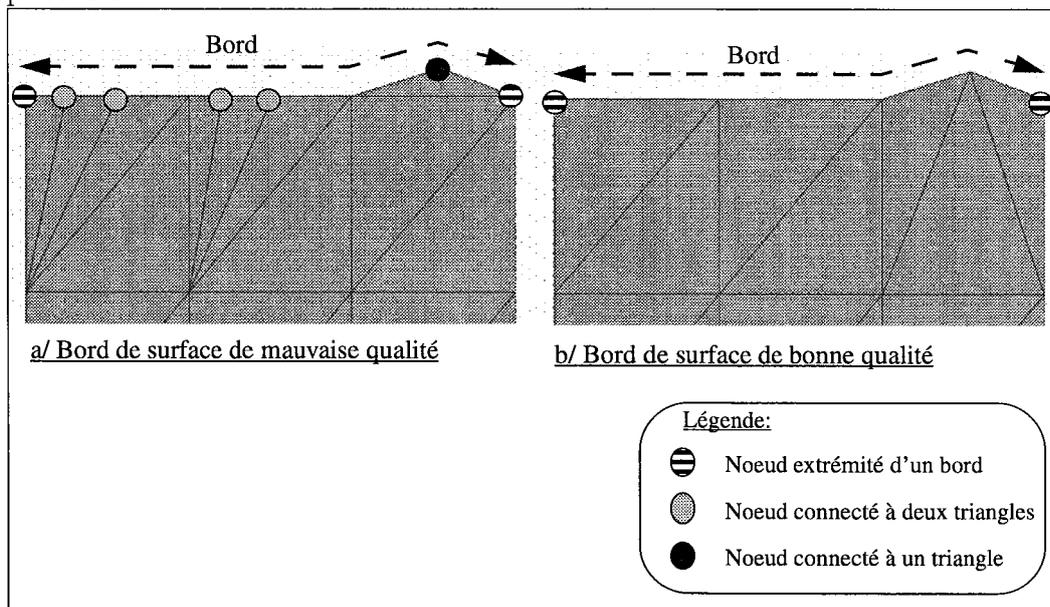 Bord
Bord
a/ Bord de surface de mauvaise qualité
b/ Bord de surface de bonne qualité
Légende:
Noeud extrémité d'un bord
Noeud connecté à deux triangles
Noeud connecté à un triangle